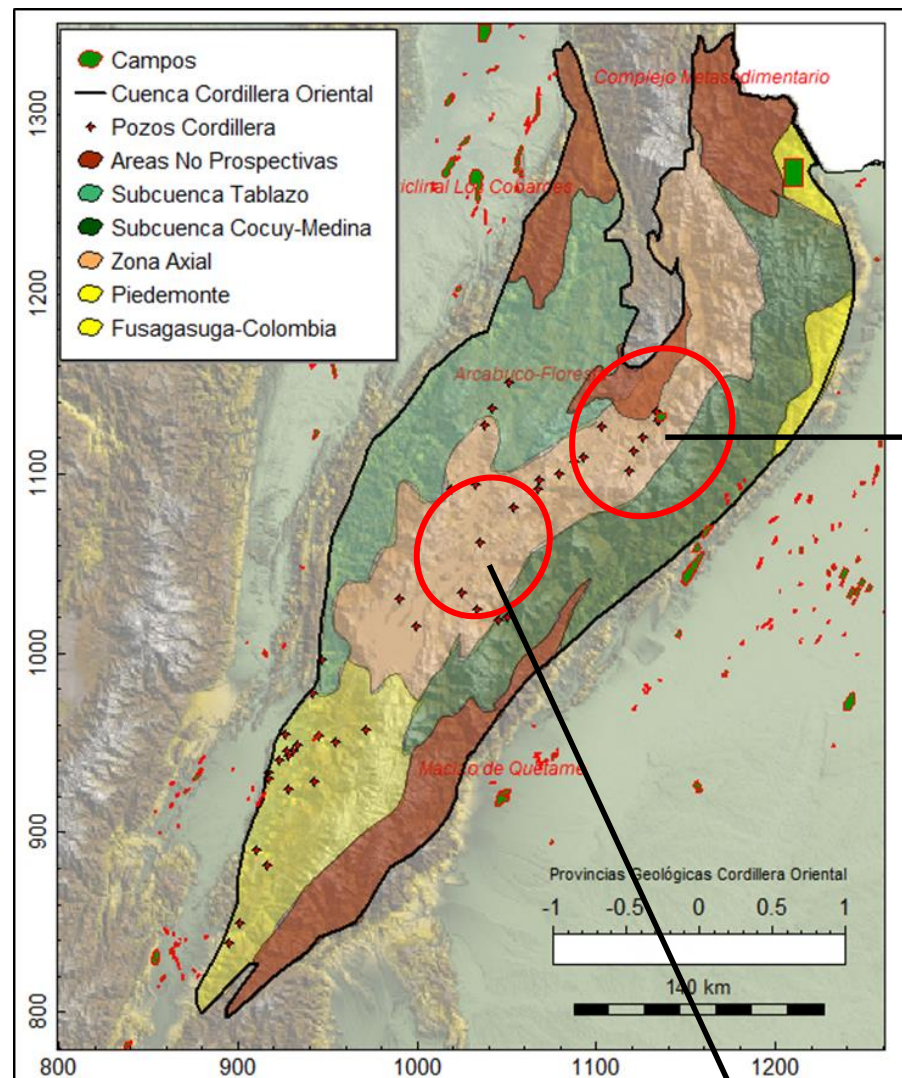 Campos
Cuenca Cordillera Oriental
Pozos Cordillera
Areas No Prospectivas
Subcuenca Tablazo
Subcuenca Cocuy-Medina
Zona Axial
Piedemonte
Fusagasuga-Colombia
Complejo Metasedimentario
iclinal Los Cobardes
Arcabuco-Flores
Macizo de Quetame
Provincias Geológicas Cordillera Oriental
-1 -0.5 0 0.5 1
140 km
1300
1200
1100
1000
900
800
800 900 1000 1100 1200